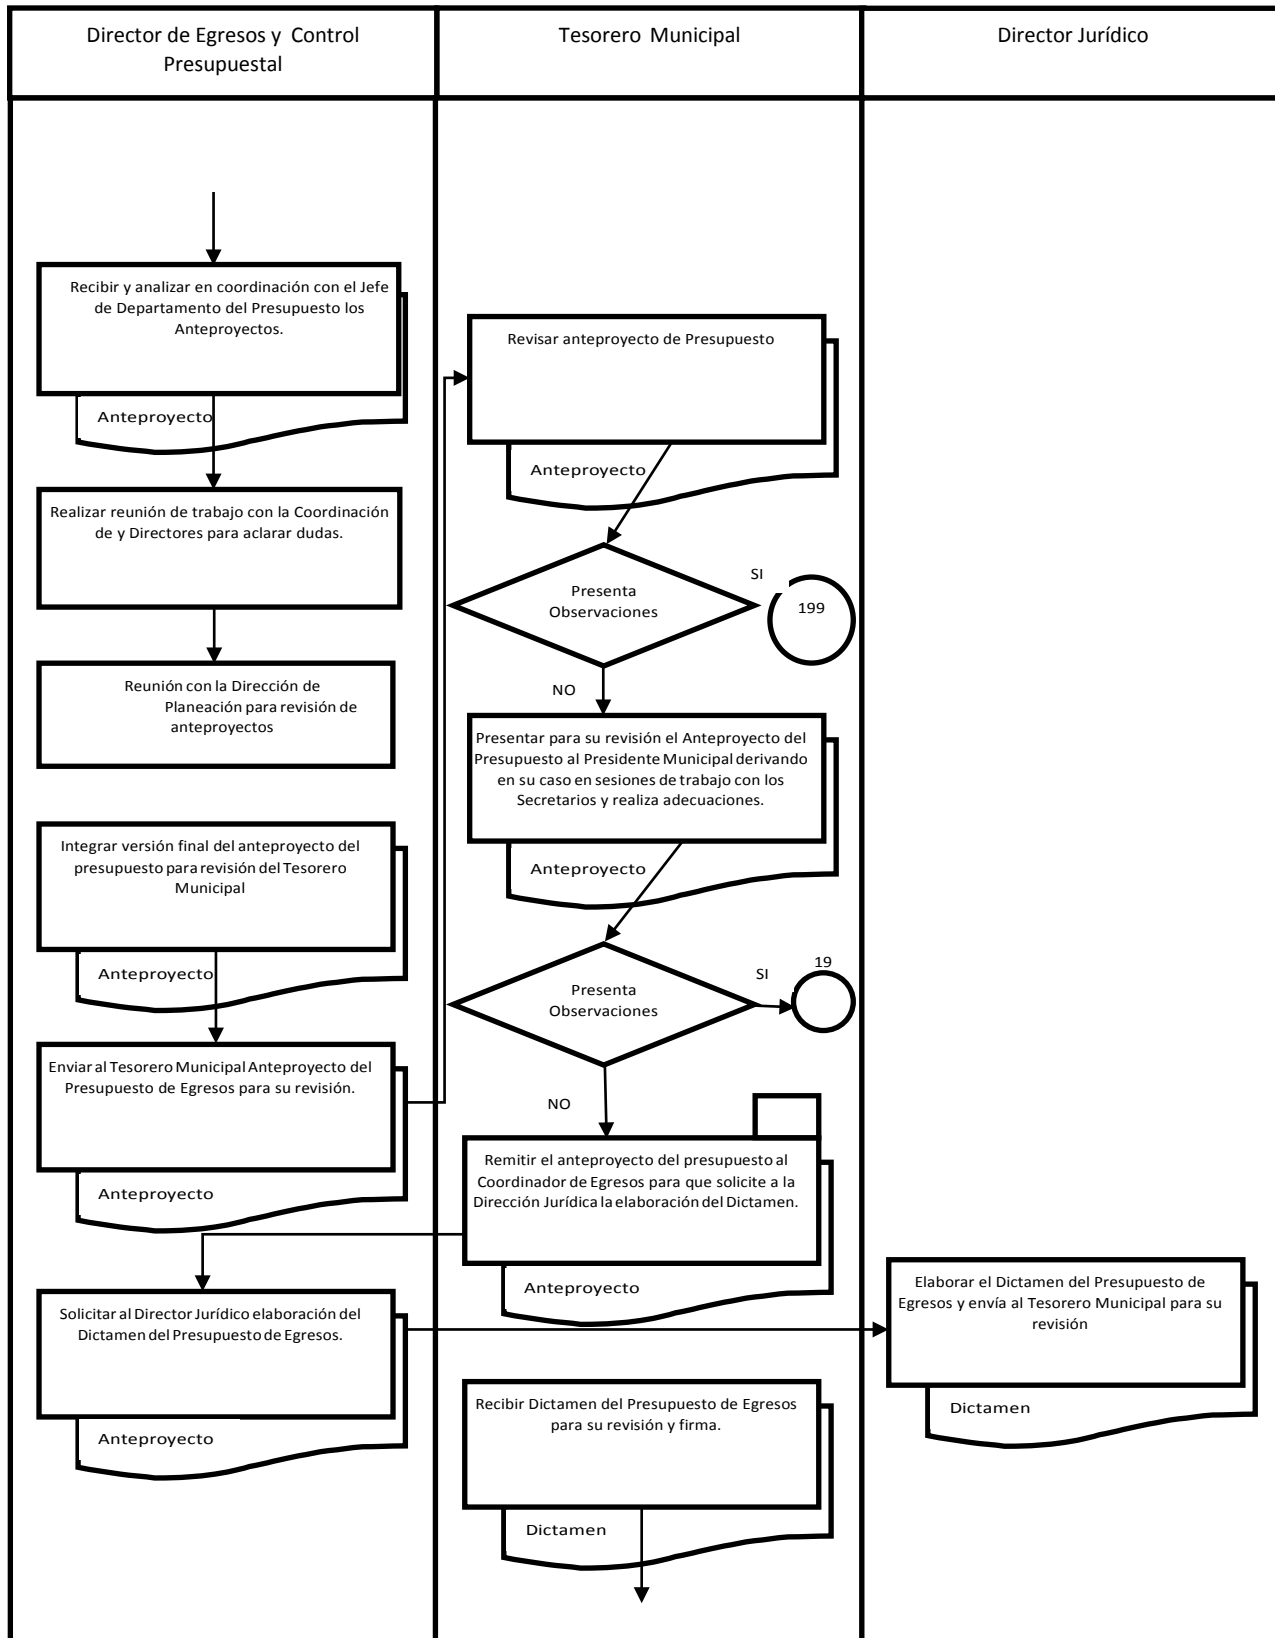 Director de Egresos y Control
Presupuestal
Tesorero Municipal
Director Jurídico
Recibir y analizar en coordinación con el Jefe
de Departamento del Presupuesto los
Anteproyectos.
Anteproyecto
Realizar reunión de trabajo con la Coordinación
de y Directores para aclarar dudas.
Reunión con la Dirección de
Planeación para revisión de
anteproyectos
Integrar versión final del anteproyecto del
presupuesto para revisión del Tesorero
Municipal
Anteproyecto
Enviar al Tesorero Municipal Anteproyecto del
Presupuesto de Egresos para su revisión.
Anteproyecto
Solicitar al Director Jurídico elaboración del
Dictamen del Presupuesto de Egresos.
Anteproyecto
Revisar anteproyecto de Presupuesto
Anteproyecto
Presenta
Observaciones
SI
199
NO
Presentar para su revisión el Anteproyecto del
Presupuesto al Presidente Municipal derivando
en su caso en sesiones de trabajo con los
Secretarios y realiza adecuaciones.
Anteproyecto
Presenta
Observaciones
SI
19
NO
Remitir el anteproyecto del presupuesto al
Coordinador de Egresos para que solicite a la
Dirección Jurídica la elaboración del Dictamen.
Anteproyecto
Recibir Dictamen del Presupuesto de Egresos
para su revisión y firma.
Dictamen
Elaborar el Dictamen del Presupuesto de
Egresos y envía al Tesorero Municipal para su
revisión
Dictamen